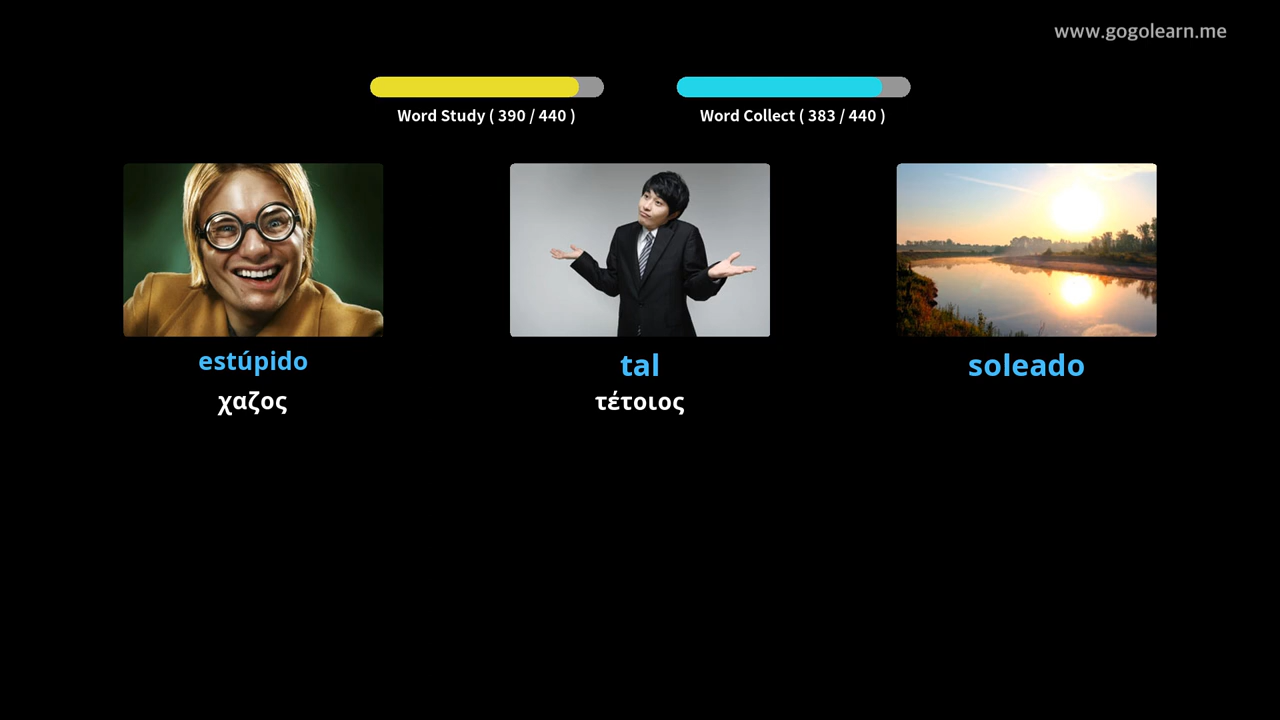 www.gogolearn.me
Word Study ( 390 / 440 )
Word Collect ( 383 / 440 )
estúpido
χαζος
tal
τέτοιος
soleado